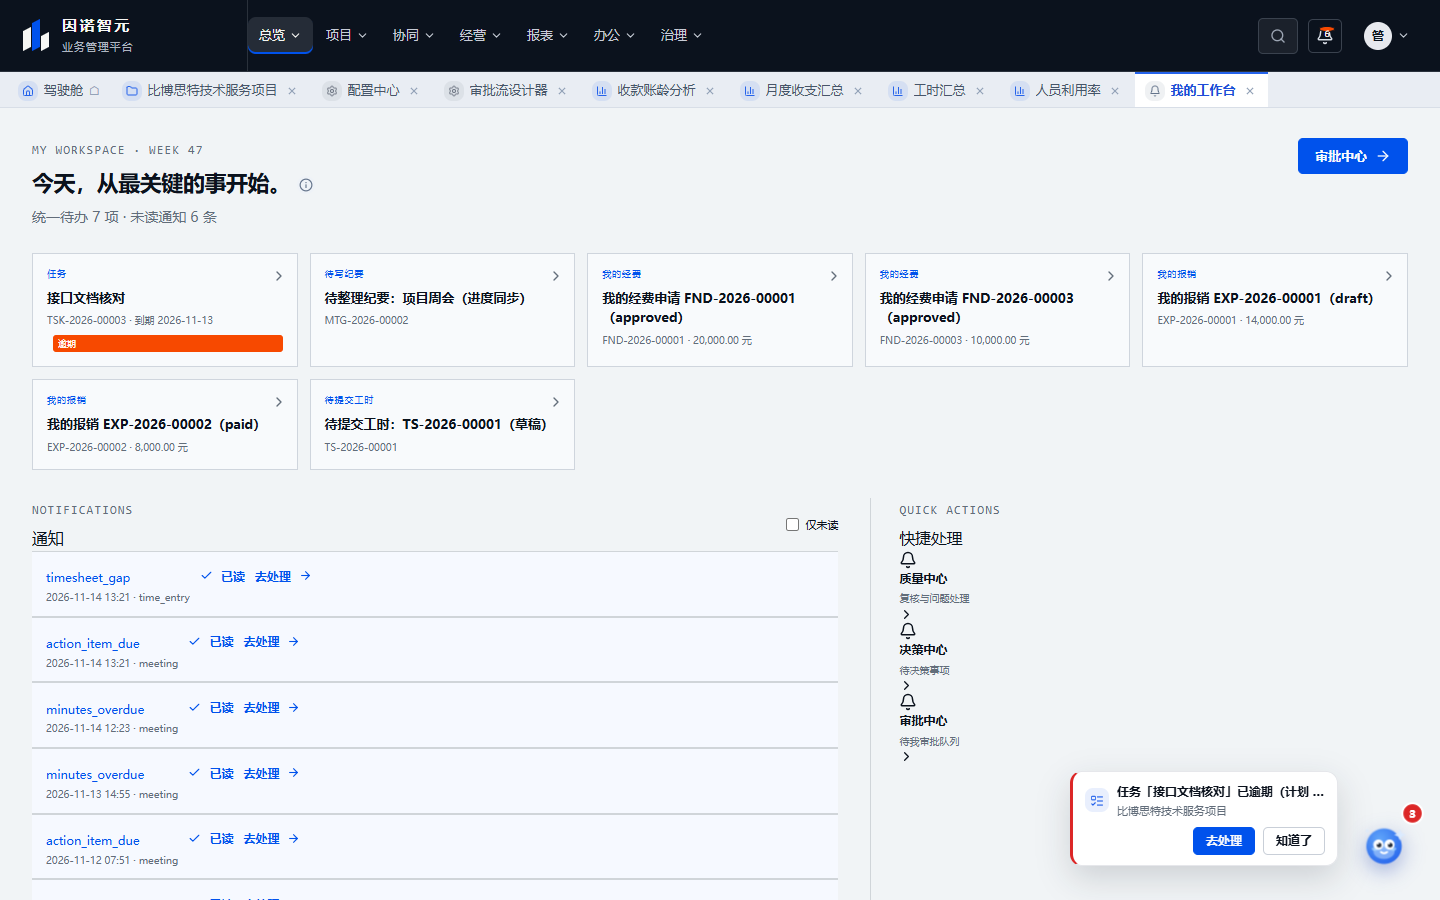 因诺智元
业务管理平台
总览 项目 协同 经营 报表 办公 治理
6
管
驾驶舱 比博思特技术服务项目 配置中心 审批流设计器 收款账龄分析 月度收支汇总 工时汇总 人员利用率 我的工作台
MY WORKSPACE · WEEK 47
今天，从最关键的事开始。
统一待办 7 项 · 未读通知 6 条
审批中心
任务
接口文档核对
TSK-2026-00003 · 到期 2026-11-13
逾期
待写纪要
待整理纪要：项目周会（进度同步）
MTG-2026-00002
我的经费
我的经费申请 FND-2026-00001
（approved）
FND-2026-00001 · 20,000.00 元
我的经费
我的经费申请 FND-2026-00003
（approved）
FND-2026-00003 · 10,000.00 元
我的报销
我的报销 EXP-2026-00001（draft）
EXP-2026-00001 · 14,000.00 元
我的报销
我的报销 EXP-2026-00002（paid）
EXP-2026-00002 · 8,000.00 元
待提交工时
待提交工时：TS-2026-00001（草稿）
TS-2026-00001
NOTIFICATIONS
通知
仅未读
timesheet_gap 已读 去处理
2026-11-14 13:21 · time_entry
action_item_due 已读 去处理
2026-11-14 13:21 · meeting
minutes_overdue 已读 去处理
2026-11-14 12:23 · meeting
minutes_overdue 已读 去处理
2026-11-13 14:55 · meeting
action_item_due 已读 去处理
2026-11-12 07:51 · meeting
QUICK ACTIONS
快捷处理
质量中心
复核与问题处理
决策中心
待决策事项
审批中心
待我审批队列
任务「接口文档核对」已逾期（计划 ...
比博思特技术服务项目
去处理 知道了
3